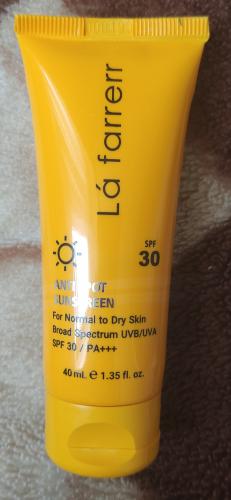 Lá farrerr
SPF
30
ANTI SPOT
SUNSCREEN
For Normal to Dry Skin
Broad Spectrum UVB/UVA
SPF 30 / PA+++
40 ml. e 1.35 fl. oz.